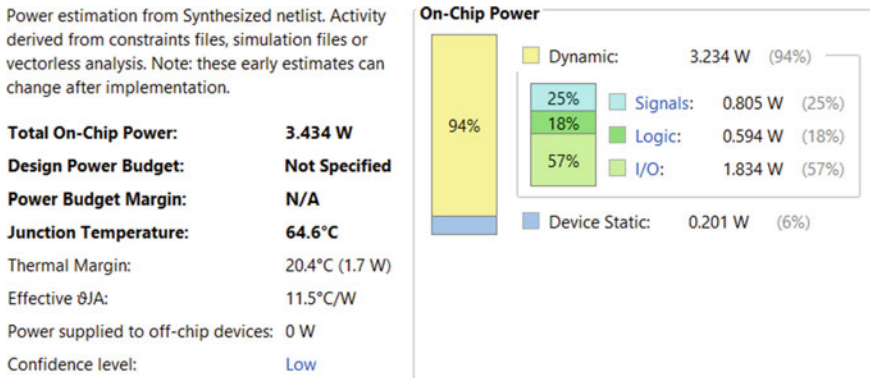 Power estimation from Synthesized netlist. Activity
derived from constraints files, simulation files or
vectorless analysis. Note: these early estimates can
change after implementation.
Total On-Chip Power: 3.434 W
Design Power Budget: Not Specified
Power Budget Margin: N/A
Junction Temperature: 64.6°C
Thermal Margin: 20.4°C (1.7 W)
Effective ϑJA: 11.5°C/W
Power supplied to off-chip devices: 0 W
Confidence level: Low
On-Chip Power
94%
Dynamic: 3.234 W (94%)
25% Signals: 0.805 W (25%)
18% Logic: 0.594 W (18%)
57% I/O: 1.834 W (57%)
Device Static: 0.201 W (6%)